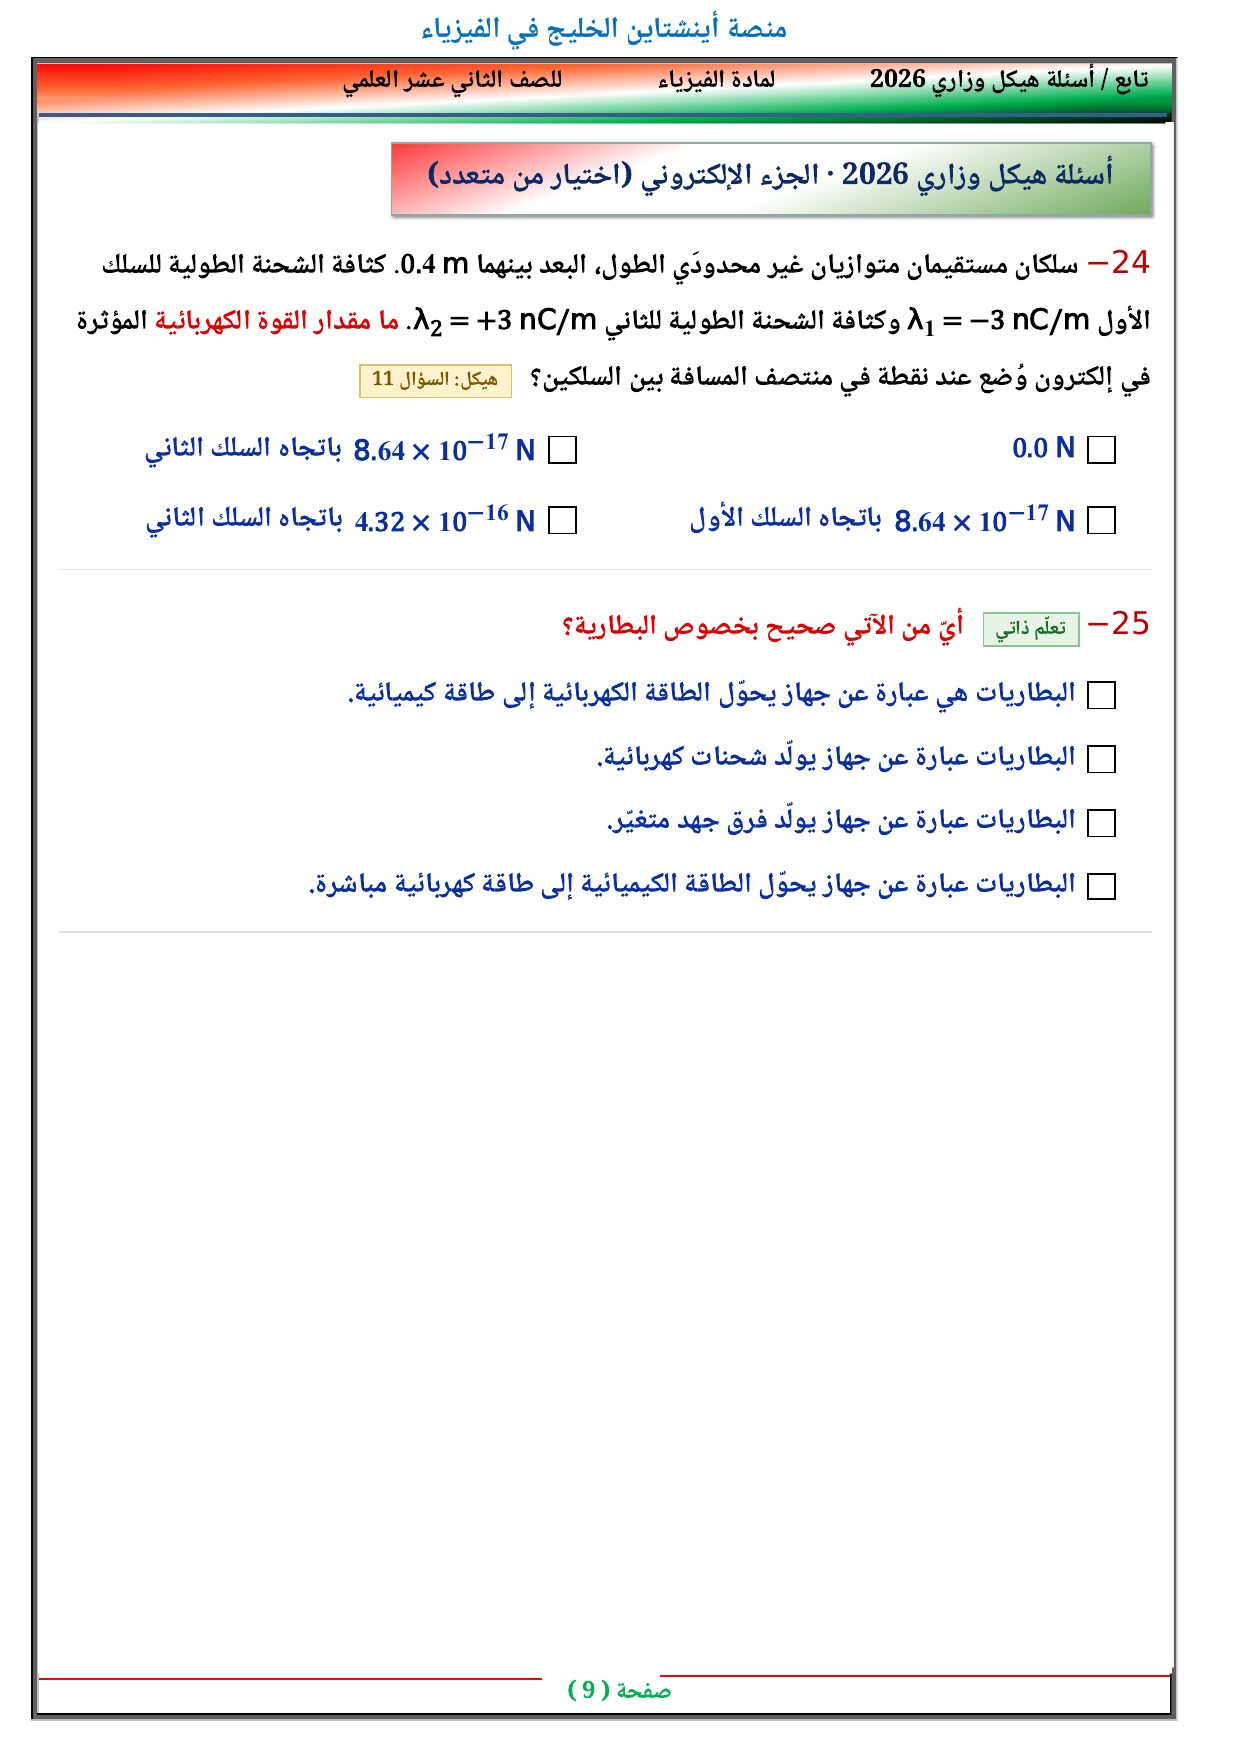 منصة أينشتاين الخليج في الفيزياء
تابع / أسئلة هيكل وزاري 2026 لمادة الفيزياء للصف الثاني عشر العلمي
أسئلة هيكل وزاري 2026 · الجزء الإلكتروني (اختيار من متعدد)
24− سلكان مستقيمان متوازيان غير محدودَي الطول، البعد بينهما 0.4 m. كثافة الشحنة الطولية للسلك
الأول λ₁ = −3 nC/m وكثافة الشحنة الطولية للثاني λ₂ = +3 nC/m. ما مقدار القوة الكهربائية المؤثرة
في إلكترون وُضع عند نقطة في منتصف المسافة بين السلكين؟ هيكل: السؤال 11
0.0 N
8.64 × 10⁻¹⁷ N باتجاه السلك الثاني
8.64 × 10⁻¹⁷ N باتجاه السلك الأول
4.32 × 10⁻¹⁶ N باتجاه السلك الثاني
25− تعلّم ذاتي أيّ من الآتي صحيح بخصوص البطارية؟
البطاريات هي عبارة عن جهاز يحوّل الطاقة الكهربائية إلى طاقة كيميائية.
البطاريات عبارة عن جهاز يولّد شحنات كهربائية.
البطاريات عبارة عن جهاز يولّد فرق جهد متغيّر.
البطاريات عبارة عن جهاز يحوّل الطاقة الكيميائية إلى طاقة كهربائية مباشرة.
صفحة ( 9 )